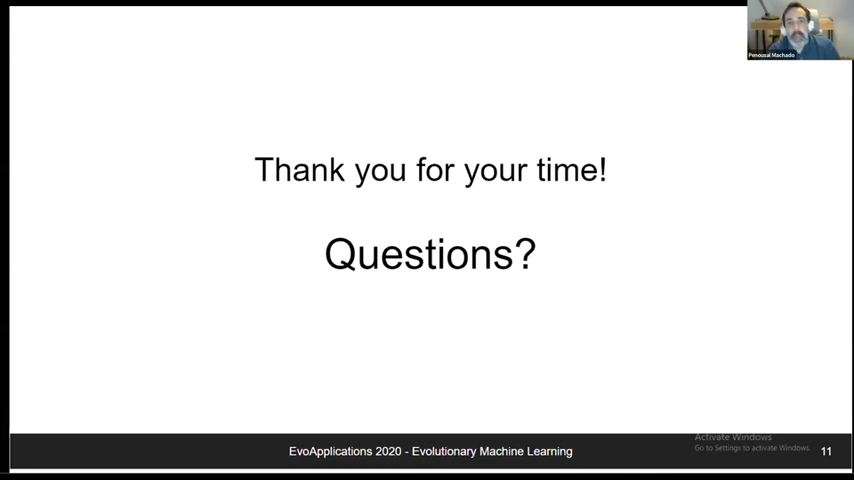 Penousal Machado
Thank you for your time!
Questions?
Activate Windows
Go to Settings to activate Windows.
EvoApplications 2020 - Evolutionary Machine Learning
11